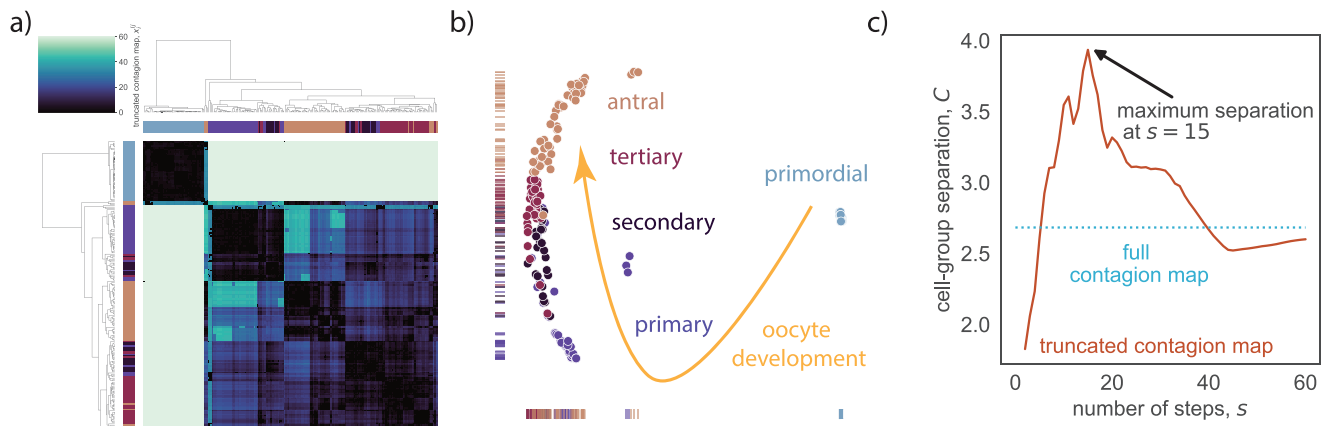 a)
60
40
20
0
truncated contagion map,
b)
antral
tertiary
primordial
secondary
primary
oocyte
development
c)
4.0
3.5
3.0
2.5
2.0
cell-group separation, C
maximum separation
at s = 15
full
contagion map
truncated contagion map
0
20
40
60
number of steps, s